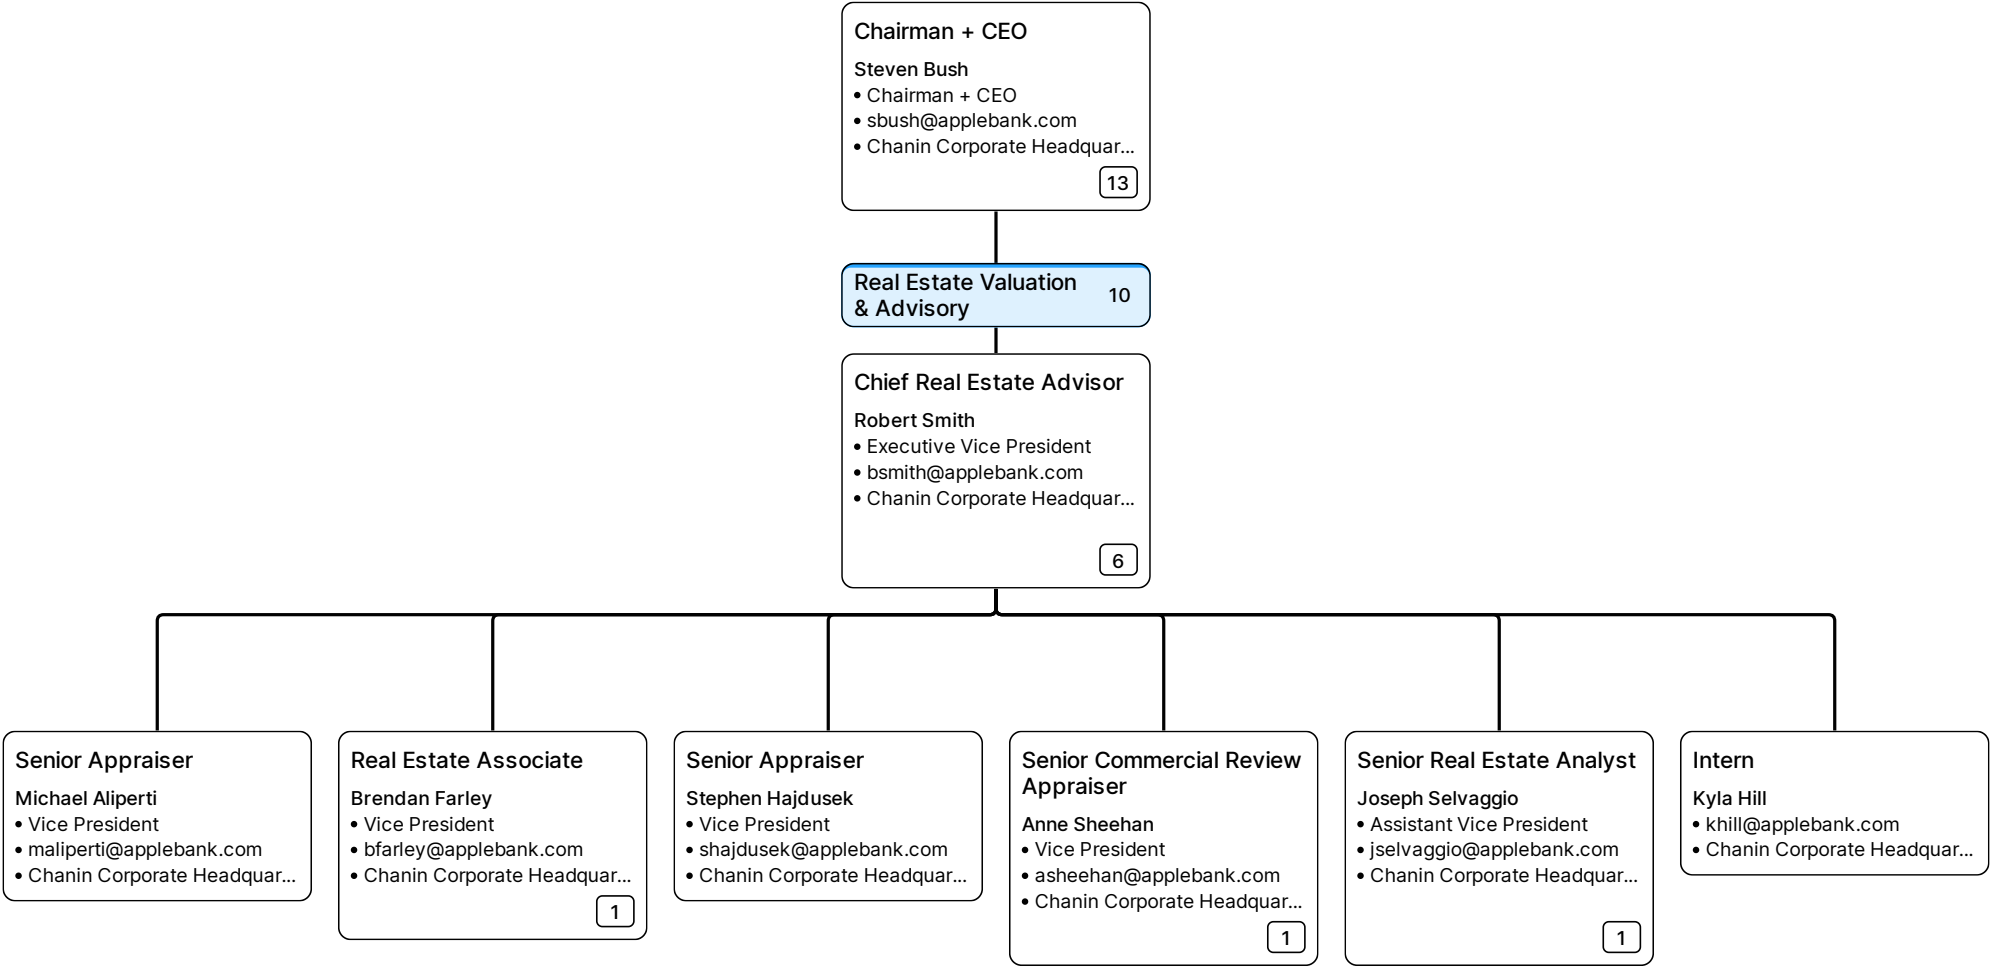 Chairman + CEO
Steven Bush
• Chairman + CEO
• sbush@applebank.com
• Chanin Corporate Headquar...
13
Real Estate Valuation
& Advisory
10
Chief Real Estate Advisor
Robert Smith
• Executive Vice President
• bsmith@applebank.com
• Chanin Corporate Headquar...
6
Senior Appraiser
Michael Aliperti
• Vice President
• maliperti@applebank.com
• Chanin Corporate Headquar...
Real Estate Associate
Brendan Farley
• Vice President
• bfarley@applebank.com
• Chanin Corporate Headquar...
1
Senior Appraiser
Stephen Hajdusek
• Vice President
• shajdusek@applebank.com
• Chanin Corporate Headquar...
Senior Commercial Review
Appraiser
Anne Sheehan
• Vice President
• asheehan@applebank.com
• Chanin Corporate Headquar...
1
Senior Real Estate Analyst
Joseph Selvaggio
• Assistant Vice President
• jselvaggio@applebank.com
• Chanin Corporate Headquar...
1
Intern
Kyla Hill
• khill@applebank.com
• Chanin Corporate Headquar...